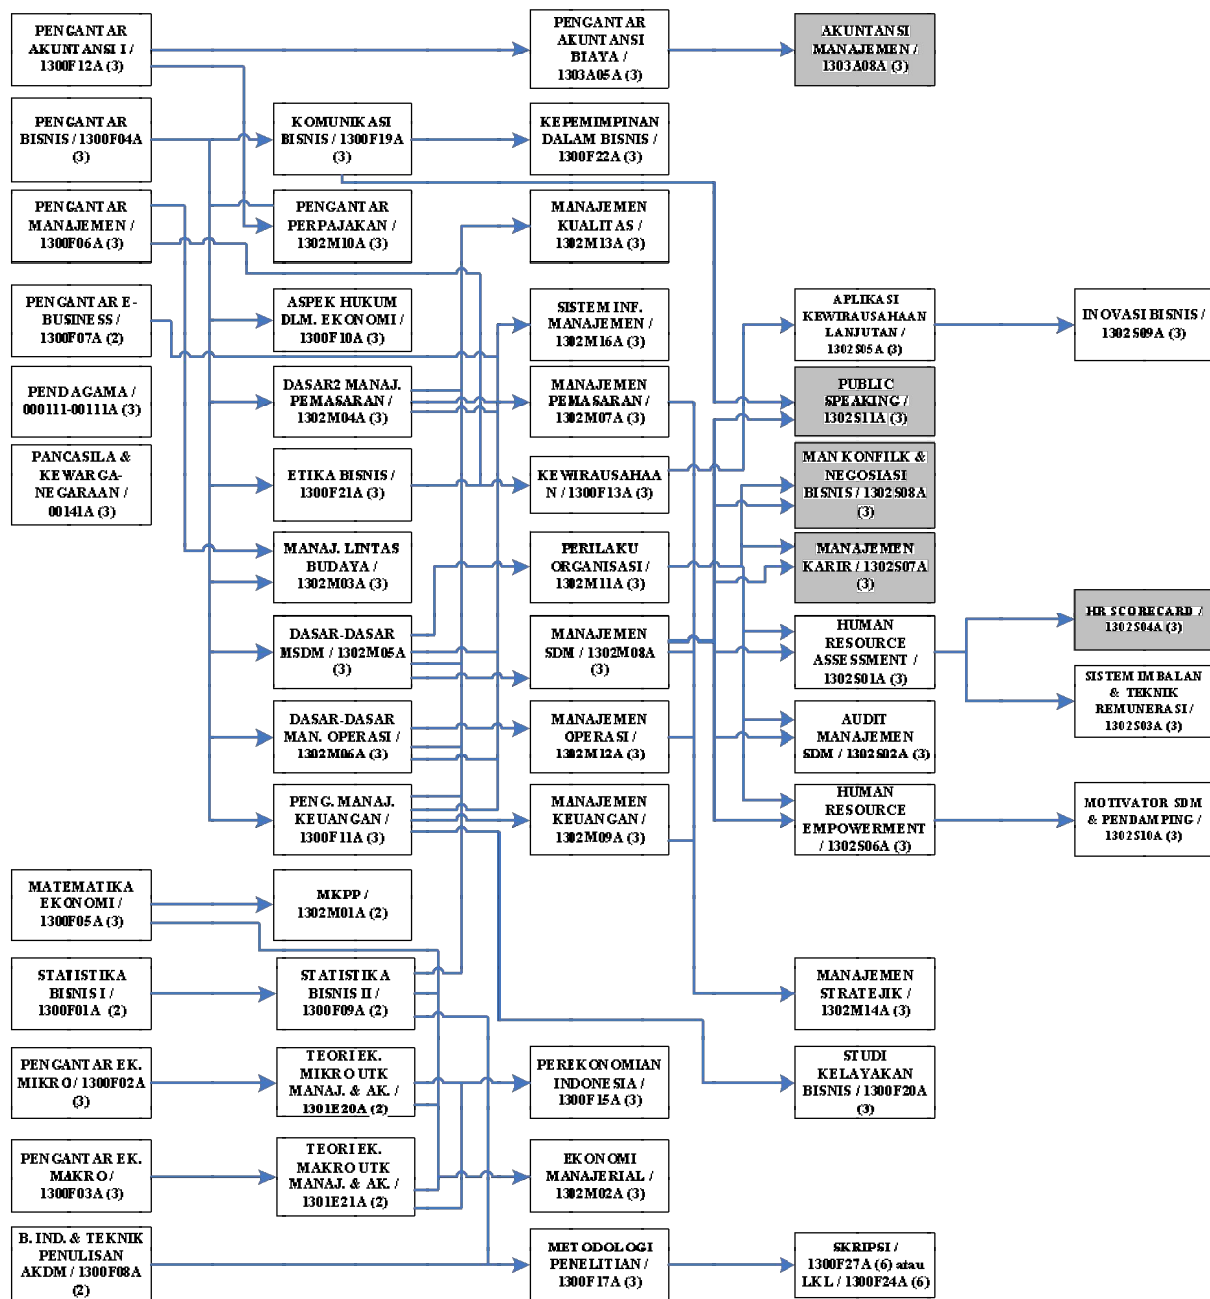 PENGANTAR
AKUNTANSI I /
1300F12A (3)
PENGANTAR
AKUNTANSI
BIAYA /
1303A05A (3)
AKUNTANSI
MANAJEMEN /
1303A08A (3)
PENGANTAR
BISNIS / 1300F04A
(3)
KOMUNIKASI
BISNIS / 1300F19A
(3)
KEPEMIMPINAN
DALAM BISNIS /
1300F22A (3)
PENGANTAR
MANAJEMEN /
1300F06A (3)
PENGANTAR
PERPAJAKAN /
1302M10A (3)
MANAJEMEN
KUALITAS /
1302M13A (3)
PENGANTAR E-
BUSINESS /
1300F07A (2)
ASPEK HUKUM
DLM. EKONOMI /
1300F10A (3)
SISTEM INF.
MANAJEMEN /
1302M16A (3)
APLIKASI
KEWIRAUSAHAAN
LANJUTAN /
1302S05A (3)
INOVASI BISNIS /
1302S09A (3)
PENDAGAMA /
000111-00111A (3)
DASAR2 MANAJ.
PEMASARAN /
1302M04A (3)
MANAJEMEN
PEMASARAN /
1302M07A (3)
PUBLIC
SPEAKING /
1302S11A (3)
PANCASILA &
KEWARGA-
NEGARAAN /
00141A (3)
ETIKA BISNIS /
1300F21A (3)
KEWIRAUSAHAA
N / 1300F13A (3)
MAN KONFILK &
NEGOSIASI
BISNIS / 1302S08A
(3)
MANAJ. LINTAS
BUDAYA /
1302M03A (3)
PERILAKU
ORGANISASI /
1302M11A (3)
MANAJEMEN
KARIR / 1302S07A
(3)
DASAR-DASAR
MSDM / 1302M05A
(3)
MANAJEMEN
SDM / 1302M08A
(3)
HUMAN
RESOURCE
ASSESSMENT /
1302S01A (3)
HR SCORECARD /
1302S04A (3)
SISTEM IMBALAN
& TEKNIK
REMUNERASI /
1302S03A (3)
DASAR-DASAR
MAN. OPERASI /
1302M06A (3)
MANAJEMEN
OPERASI /
1302M12A (3)
AUDIT
MANAJEMEN
SDM / 1302S02A (3)
PENG. MANAJ.
KEUANGAN /
1300F11A (3)
MANAJEMEN
KEUANGAN /
1302M09A (3)
HUMAN
RESOURCE
EMPOWERMENT
/ 1302S06A (3)
MOTIVATOR SDM
& PENDAMPING /
1302S10A (3)
MATEMATIKA
EKONOMI /
1300F05A (3)
MKPP /
1302M01A (2)
STATISTIKA
BISNIS I /
1300F01A (2)
STATISTIKA
BISNIS II /
1300F09A (2)
MANAJEMEN
STRATEJIK /
1302M14A (3)
PENGANTAR EK.
MIKRO / 1300F02A
(3)
TEORI EK.
MIKRO UTK
MANAJ. & AK. /
1301E20A (2)
PEREKONOMIAN
INDONESIA /
1300F15A (3)
STUDI
KELAYAKAN
BISNIS / 1300F20A
(3)
PENGANTAR EK.
MAKRO /
1300F03A (3)
TEORI EK.
MAKRO UTK
MANAJ. & AK. /
1301E21A (2)
EKONOMI
MANAJERIAL /
1302M02A (3)
B. IND. & TEKNIK
PENULISAN
AKDM / 1300F08A
(2)
METODOLOGI
PENELITIAN /
1300F17A (3)
SKRIPSI /
1300F27A (6) atau
LKL / 1300F24A (6)